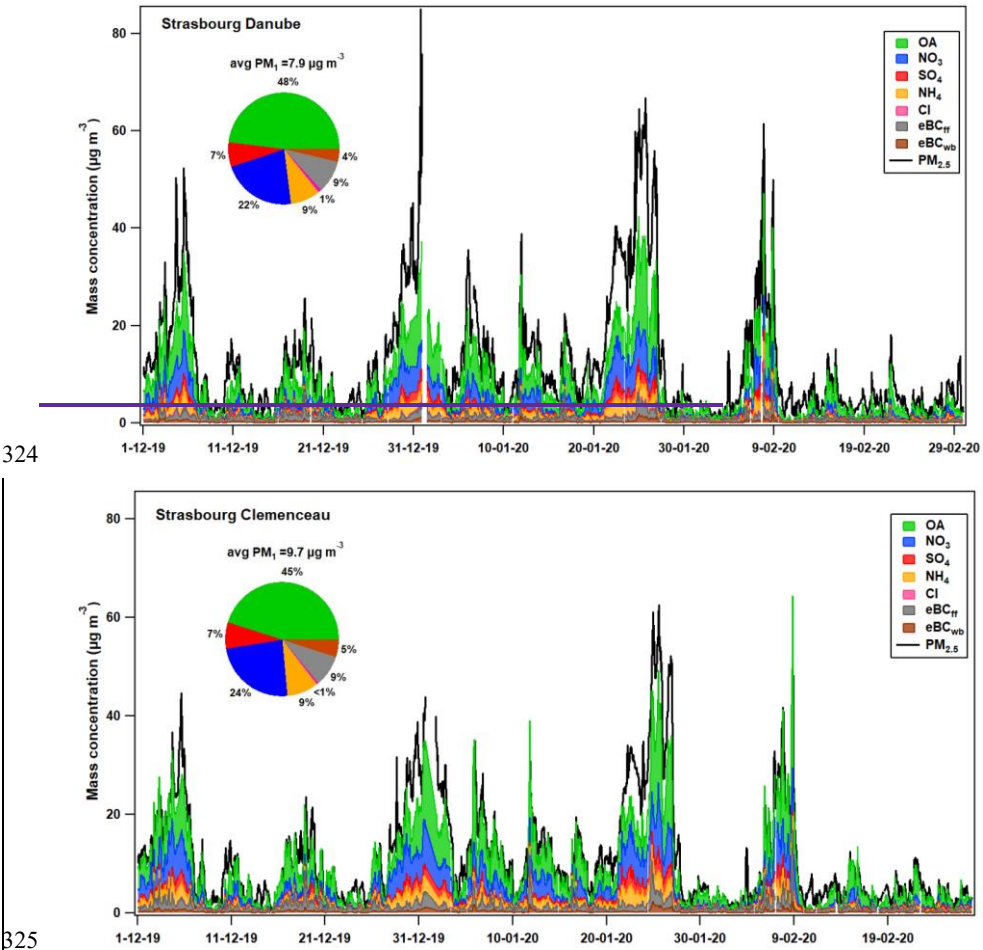 Strasbourg Danube
avg PM₁ =7.9 µg m⁻³
48%
7%
22%
9%
1%
9%
4%
OA
NO₃
SO₄
NH₄
Cl
eBC_ff
eBC_wb
PM₂.₅
Mass concentration (µg m⁻³)
80
60
40
20
0
1-12-19 11-12-19 21-12-19 31-12-19 10-01-20 20-01-20 30-01-20 9-02-20 19-02-20 29-02-20
324
Strasbourg Clemenceau
avg PM₁ =9.7 µg m⁻³
45%
7%
24%
9%
<1%
9%
5%
OA
NO₃
SO₄
NH₄
Cl
eBC_ff
eBC_wb
PM₂.₅
Mass concentration (µg m⁻³)
80
60
40
20
0
1-12-19 11-12-19 21-12-19 31-12-19 10-01-20 20-01-20 30-01-20 9-02-20 19-02-20
325